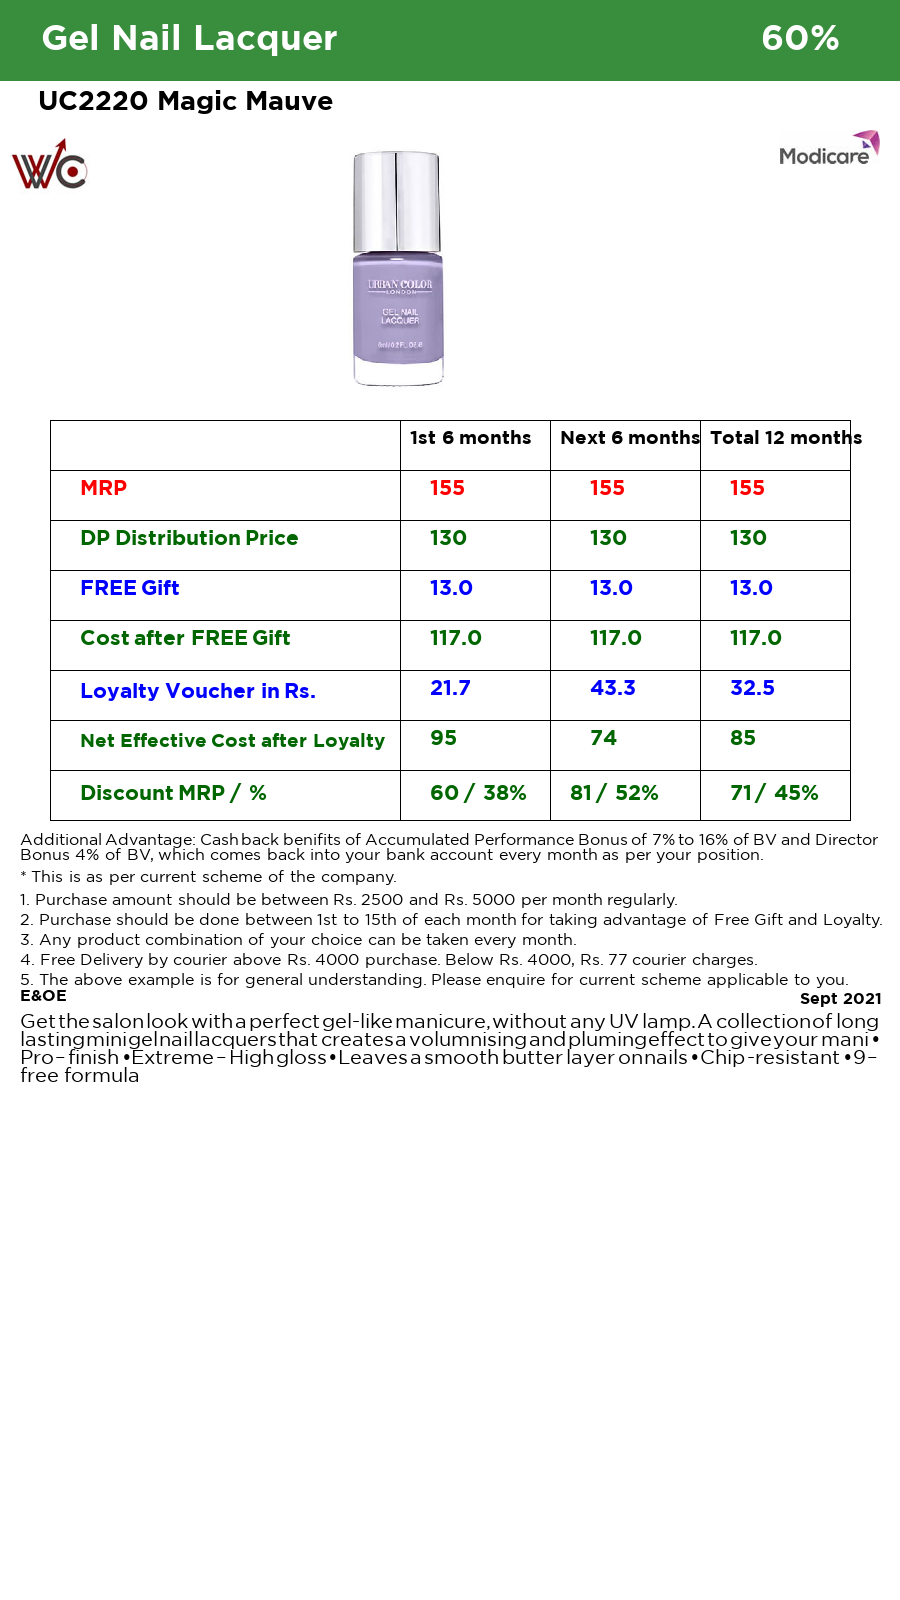 Gel Nail Lacquer 60%
UC2220 Magic Mauve
WC
Modicare
URBAN COLOR
LONDON
GEL NAIL
LACQUER
1st 6 months Next 6 months Total 12 months
MRP 155 155 155
DP Distribution Price 130 130 130
FREE Gift 13.0 13.0 13.0
Cost after FREE Gift 117.0 117.0 117.0
Loyalty Voucher in Rs. 21.7 43.3 32.5
Net Effective Cost after Loyalty 95 74 85
Discount MRP / % 60 / 38% 81 / 52% 71 / 45%
Additional Advantage: Cashback benifits of Accumulated Performance Bonus of 7% to 16% of BV and Director
Bonus 4% of BV, which comes back into your bank account every month as per your position.
* This is as per current scheme of the company.
1. Purchase amount should be between Rs. 2500 and Rs. 5000 per month regularly.
2. Purchase should be done between 1st to 15th of each month for taking advantage of Free Gift and Loyalty.
3. Any product combination of your choice can be taken every month.
4. Free Delivery by courier above Rs. 4000 purchase. Below Rs. 4000, Rs. 77 courier charges.
5. The above example is for general understanding. Please enquire for current scheme applicable to you.
E&OE Sept 2021
Get the salon look with a perfect gel-like manicure, without any UV lamp. A collection of long
lasting mini gel nail lacquers that creates a volumnising and pluming effect to give your mani •
Pro – finish • Extreme – High gloss • Leaves a smooth butter layer on nails • Chip -resistant • 9 –
free formula